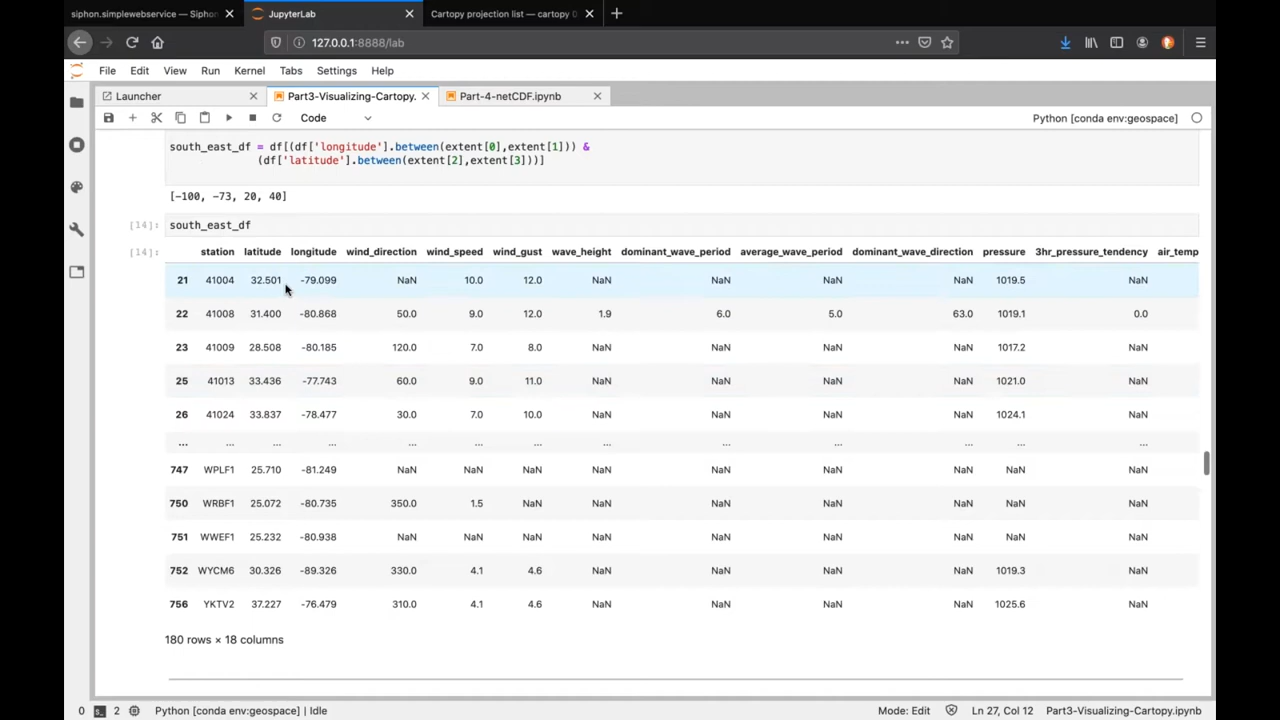 siphon.simplewebservice — Siphon
JupyterLab
Cartopy projection list — cartopy
127.0.0.1:8888/lab
File Edit View Run Kernel Tabs Settings Help
Launcher
Part3-Visualizing-Cartopy.
Part-4-netCDF.ipynb
Code
Python [conda env:geospace]
south_east_df = df[(df['longitude'].between(extent[0],extent[1])) &
(df['latitude'].between(extent[2],extent[3]))]
[-100, -73, 20, 40]
[14]: south_east_df
[14]: station latitude longitude wind_direction wind_speed wind_gust wave_height dominant_wave_period average_wave_period dominant_wave_direction pressure 3hr_pressure_tendency air_temp
21 41004 32.501 -79.099 NaN 10.0 12.0 NaN NaN NaN NaN 1019.5 NaN
22 41008 31.400 -80.868 50.0 9.0 12.0 1.9 6.0 5.0 63.0 1019.1 0.0
23 41009 28.508 -80.185 120.0 7.0 8.0 NaN NaN NaN NaN 1017.2 NaN
25 41013 33.436 -77.743 60.0 9.0 11.0 NaN NaN NaN NaN 1021.0 NaN
26 41024 33.837 -78.477 30.0 7.0 10.0 NaN NaN NaN NaN 1024.1 NaN
... ... ... ... ... ... ... ... ... ... ... ... ...
747 WPLF1 25.710 -81.249 NaN NaN NaN NaN NaN NaN NaN NaN NaN
750 WRBF1 25.072 -80.735 350.0 1.5 NaN NaN NaN NaN NaN NaN NaN
751 WWEF1 25.232 -80.938 NaN NaN NaN NaN NaN NaN NaN NaN NaN
752 WYCM6 30.326 -89.326 330.0 4.1 4.6 NaN NaN NaN NaN 1019.3 NaN
756 YKTV2 37.227 -76.479 310.0 4.1 4.6 NaN NaN NaN NaN 1025.6 NaN
180 rows × 18 columns
0 2 Python [conda env:geospace] | Idle
Mode: Edit
Ln 27, Col 12
Part3-Visualizing-Cartopy.ipynb